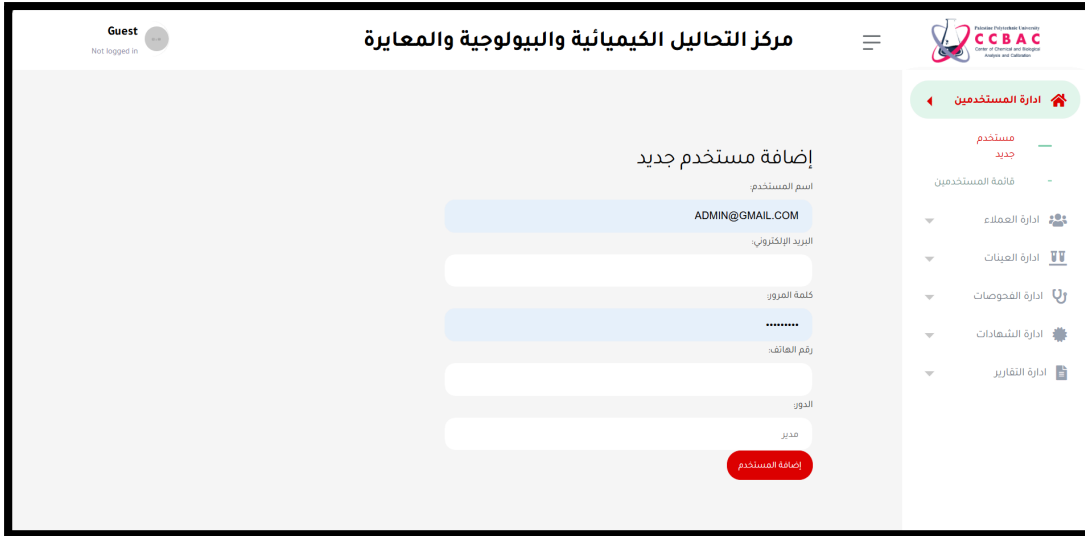 Palestine Polytechnic University
CCBAC
Center of Chemical and Biological
Analysis and Calibration
مركز التحاليل الكيميائية والبيولوجية والمعايرة
Guest
Not logged in
ادارة المستخدمين
مستخدم
جديد
قائمة المستخدمين
ادارة العملاء
ادارة العينات
ادارة الفحوصات
ادارة الشهادات
ادارة التقارير
إضافة مستخدم جديد
اسم المستخدم:
ADMIN@GMAIL.COM
البريد الإلكتروني:
كلمة المرور:
•••••••••
رقم الهاتف:
الدور:
مدير
إضافة المستخدم